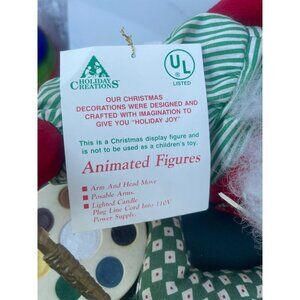 HOLIDAY
CREATIONS™
UL
®
LISTED
OUR CHRISTMAS
DECORATIONS WERE DESIGNED AND
CRAFTED WITH IMAGINATION TO
GIVE YOU "HOLIDAY JOY"
This is a Christmas display figure and
is not to be used as a children's toy.
Animated Figures
Arm And Head Move
Posable Arms.
Lighted Candle
Plug Line Cord Into 110V
Power Supply.